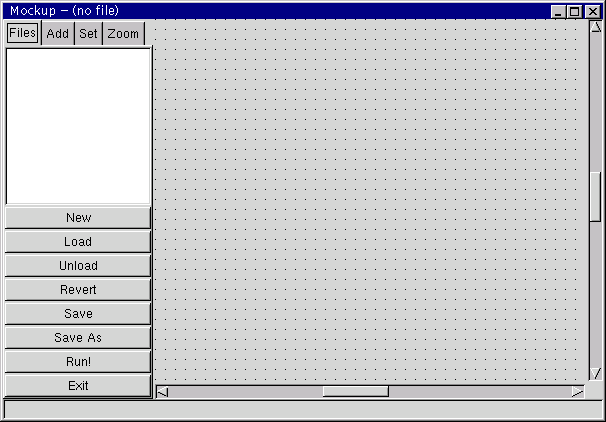 Mockup – (no file)
Files Add Set Zoom
New
Load
Unload
Revert
Save
Save As
Run!
Exit